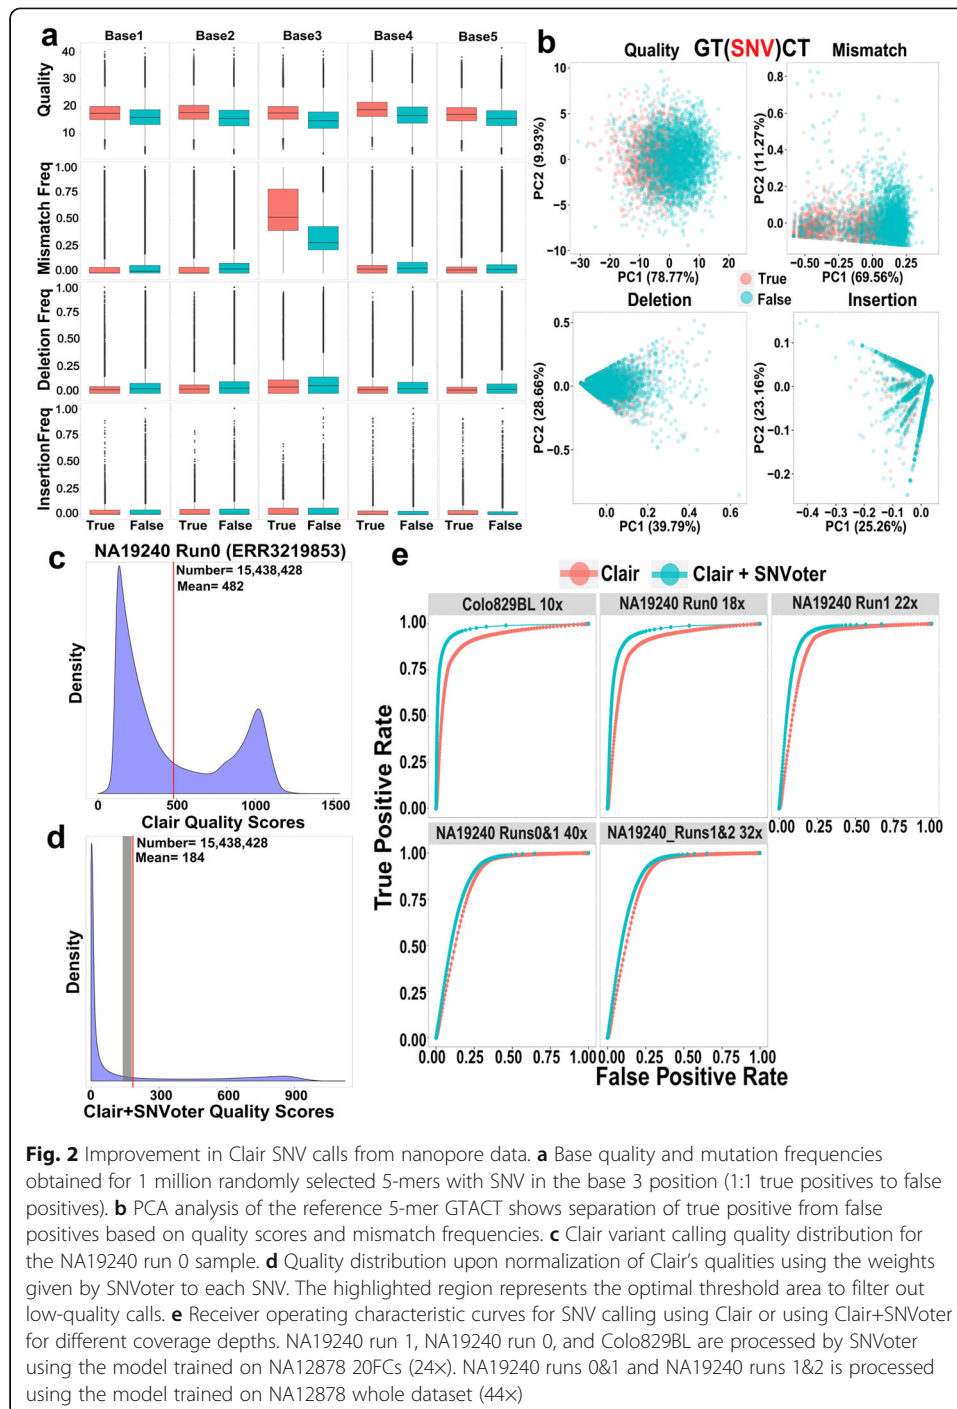 a
Base1 Base2 Base3 Base4 Base5
Quality
40
30
20
10
Mismatch Freq
1.00
0.75
0.50
0.25
0.00
Deletion Freq
1.00
0.75
0.50
0.25
0.00
InsertionFreq
1.00
0.75
0.50
0.25
0.00
True False True False True False True False True False
b
GT(SNV)CT
Quality
PC2 (9.93%)
10
5
0
−5
−10
−30 −20 −10 0 10 20
PC1 (78.77%)
Mismatch
PC2 (11.27%)
0.8
0.6
0.4
0.2
0.0
−0.50 −0.25 0.00 0.25
PC1 (69.56%)
True
False
Deletion
PC2 (28.66%)
0.5
0.0
−0.5
0.0 0.2 0.4 0.6
PC1 (39.79%)
Insertion
PC2 (23.16%)
0.1
0.0
−0.1
−0.2
−0.4 −0.3 −0.2 −0.1 0.0
PC1 (25.26%)
c
NA19240 Run0 (ERR3219853)
Number= 15,438,428
Mean= 482
Density
0 500 1000 1500
Clair Quality Scores
d
Number= 15,438,428
Mean= 184
Density
0 300 600 900
Clair+SNVoter Quality Scores
e
Clair Clair + SNVoter
Colo829BL 10x NA19240 Run0 18x NA19240 Run1 22x
1.00
0.75
0.50
0.25
0.00
0.00 0.25 0.50 0.75 1.00
True Positive Rate
NA19240 Runs0&1 40x NA19240_Runs1&2 32x
1.00
0.75
0.50
0.25
0.00
0.00 0.25 0.50 0.75 1.00 0.00 0.25 0.50 0.75 1.00
False Positive Rate
Fig. 2 Improvement in Clair SNV calls from nanopore data. a Base quality and mutation frequencies
obtained for 1 million randomly selected 5-mers with SNV in the base 3 position (1:1 true positives to false
positives). b PCA analysis of the reference 5-mer GTACT shows separation of true positive from false
positives based on quality scores and mismatch frequencies. c Clair variant calling quality distribution for
the NA19240 run 0 sample. d Quality distribution upon normalization of Clair's qualities using the weights
given by SNVoter to each SNV. The highlighted region represents the optimal threshold area to filter out
low-quality calls. e Receiver operating characteristic curves for SNV calling using Clair or using Clair+SNVoter
for different coverage depths. NA19240 run 1, NA19240 run 0, and Colo829BL are processed by SNVoter
using the model trained on NA12878 20FCs (24×). NA19240 runs 0&1 and NA19240 runs 1&2 is processed
using the model trained on NA12878 whole dataset (44×)